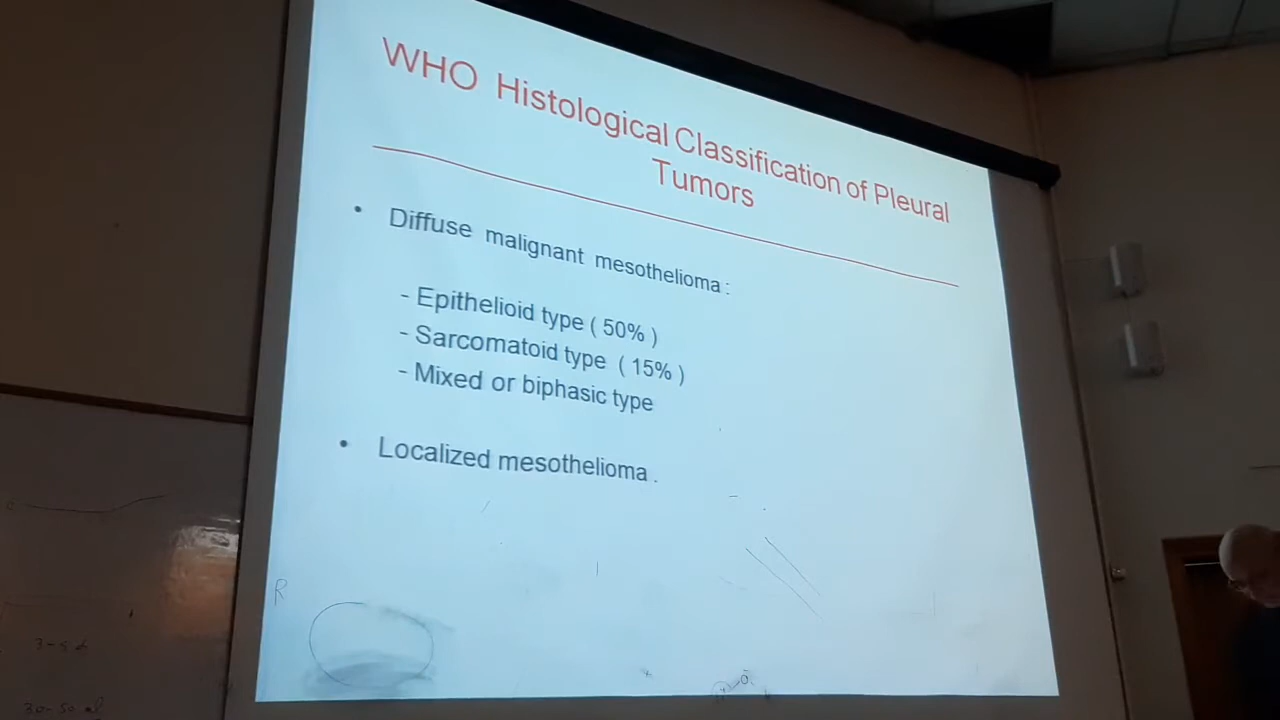 WHO Histological Classification of Pleural
Tumors
• Diffuse malignant mesothelioma :
- Epithelioid type ( 50% )
- Sarcomatoid type ( 15% )
- Mixed or biphasic type
• Localized mesothelioma .
R